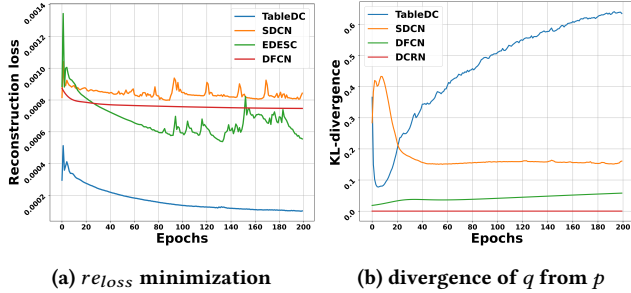 0.0014
0.0012
0.0010
0.0008
0.0006
0.0004
0.0002
Reconstruction loss
TableDC
SDCN
EDESC
DFCN
0 20 40 60 80 100 120 140 160 180 200
Epochs
(a) re_loss minimization
0.6
0.5
0.4
0.3
0.2
0.1
0.0
KL-divergence
TableDC
SDCN
DFCN
DCRN
0 20 40 60 80 100 120 140 160 180 200
Epochs
(b) divergence of q from p